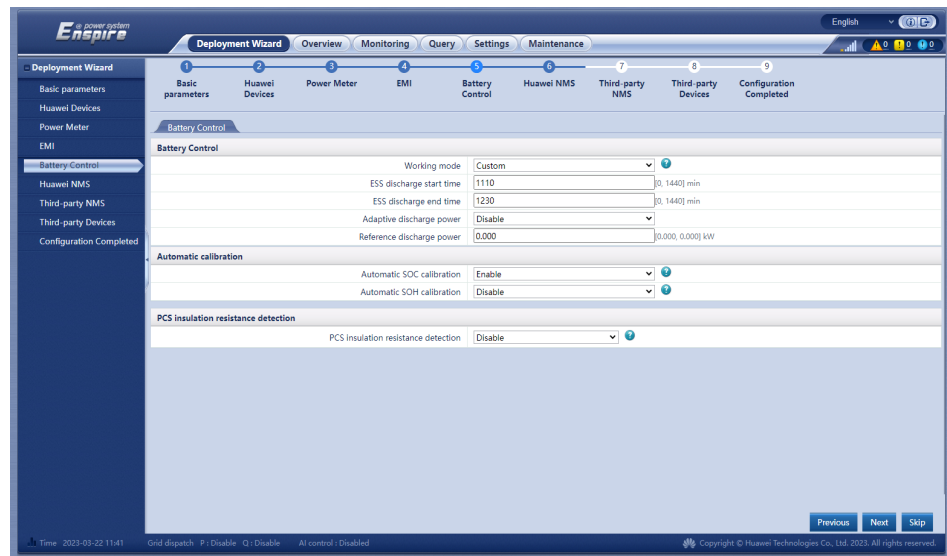 e power system
Enspire
English
Deployment Wizard Overview Monitoring Query Settings Maintenance
0 0 0
Deployment Wizard
Basic parameters
Huawei Devices
Power Meter
EMI
Battery Control
Huawei NMS
Third-party NMS
Third-party Devices
Configuration Completed
1 2 3 4 5 6 7 8 9
Basic parameters Huawei Devices Power Meter EMI Battery Control Huawei NMS Third-party NMS Third-party Devices Configuration Completed
Battery Control
Battery Control
Working mode Custom ?
ESS discharge start time 1110 [0, 1440] min
ESS discharge end time 1230 [0, 1440] min
Adaptive discharge power Disable
Reference discharge power 0.000 [0.000, 0.000] kW
Automatic calibration
Automatic SOC calibration Enable ?
Automatic SOH calibration Disable ?
PCS insulation resistance detection
PCS insulation resistance detection Disable ?
Previous Next Skip
Time 2023-03-22 11:41 Grid dispatch P : Disable Q : Disable AI control : Disabled Copyright © Huawei Technologies Co., Ltd. 2023. All rights reserved.